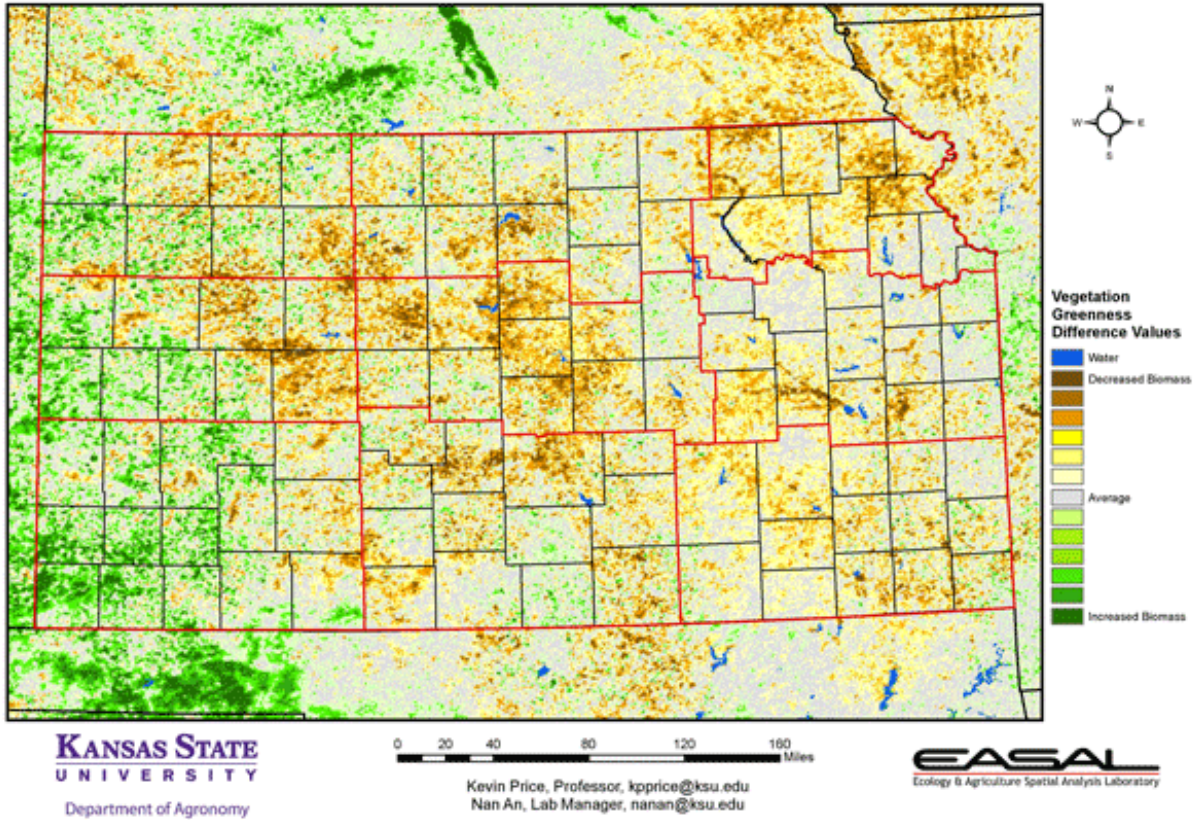 N
W E
S
Vegetation
Greenness
Difference Values
Water
Decreased Biomass
Average
Increased Biomass
KANSAS STATE
UNIVERSITY
Department of Agronomy
0 20 40 80 120 160
Miles
Kevin Price, Professor, kpprice@ksu.edu
Nan An, Lab Manager, nanan@ksu.edu
EASAL
Ecology & Agriculture Spatial Analysis Laboratory